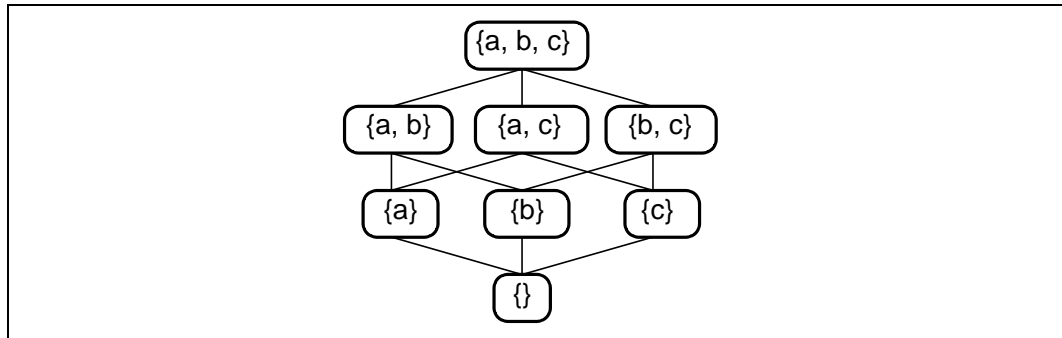 {a, b, c}
{a, b} {a, c} {b, c}
{a} {b} {c}
{}